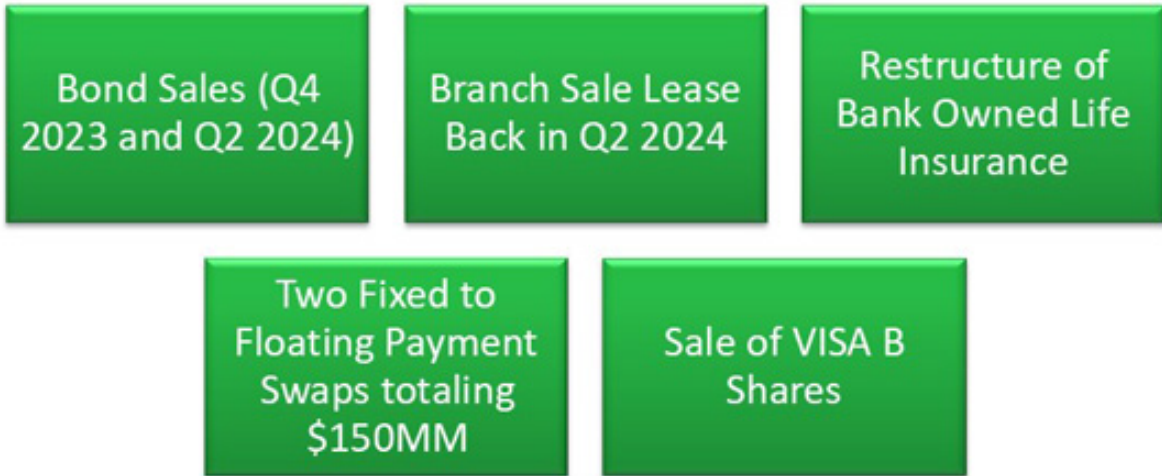 Bond Sales (Q4
2023 and Q2 2024)
Branch Sale Lease
Back in Q2 2024
Restructure of
Bank Owned Life
Insurance
Two Fixed to
Floating Payment
Swaps totaling
$150MM
Sale of VISA B
Shares